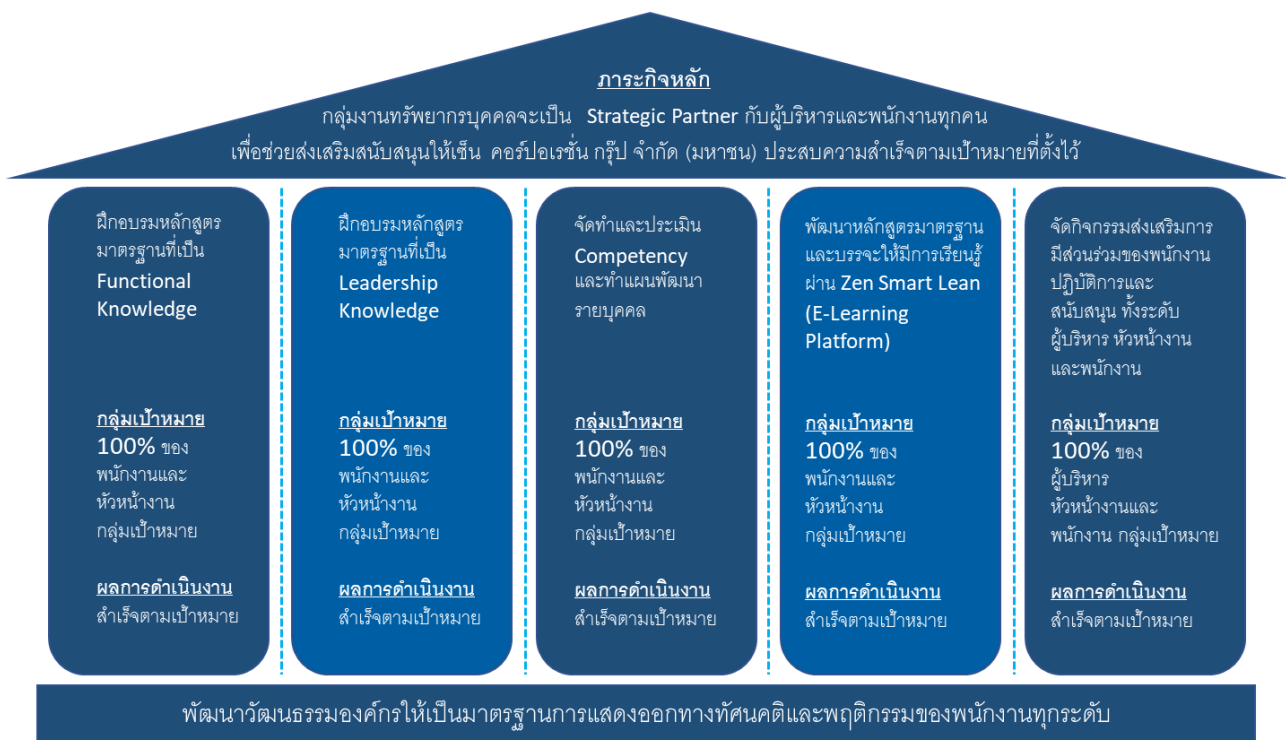 ภาระกิจหลัก
กลุ่มงานทรัพยากรบุคคลจะเป็น Strategic Partner กับผู้บริหารและพนักงานทุกคน
เพื่อช่วยส่งเสริมสนับสนุนให้เซ็น คอร์ปอเรชั่น กรุ๊ป จำกัด (มหาชน) ประสบความสำเร็จตามเป้าหมายที่ตั้งไว้
ฝึกอบรมหลักสูตร
มาตรฐานที่เป็น
Functional
Knowledge
กลุ่มเป้าหมาย
100% ของ
พนักงานและ
หัวหน้างาน
กลุ่มเป้าหมาย
ผลการดำเนินงาน
สำเร็จตามเป้าหมาย
ฝึกอบรมหลักสูตร
มาตรฐานที่เป็น
Leadership
Knowledge
กลุ่มเป้าหมาย
100% ของ
พนักงานและ
หัวหน้างาน
กลุ่มเป้าหมาย
ผลการดำเนินงาน
สำเร็จตามเป้าหมาย
จัดทำและประเมิน
Competency
และทำแผนพัฒนา
รายบุคคล
กลุ่มเป้าหมาย
100% ของ
พนักงานและ
หัวหน้างาน
กลุ่มเป้าหมาย
ผลการดำเนินงาน
สำเร็จตามเป้าหมาย
พัฒนาหลักสูตรมาตรฐาน
และบรรจะให้มีการเรียนรู้
ผ่าน Zen Smart Lean
(E-Learning
Platform)
กลุ่มเป้าหมาย
100% ของ
พนักงานและ
หัวหน้างาน
กลุ่มเป้าหมาย
ผลการดำเนินงาน
สำเร็จตามเป้าหมาย
จัดกิจกรรมส่งเสริมการ
มีส่วนร่วมของพนักงาน
ปฏิบัติการและ
สนับสนุน ทั้งระดับ
ผู้บริหาร หัวหน้างาน
และพนักงาน
กลุ่มเป้าหมาย
100% ของ
ผู้บริหาร
หัวหน้างานและ
พนักงาน กลุ่มเป้าหมาย
ผลการดำเนินงาน
สำเร็จตามเป้าหมาย
พัฒนาวัฒนธรรมองค์กรให้เป็นมาตรฐานการแสดงออกทางทัศนคติและพฤติกรรมของพนักงานทุกระดับ